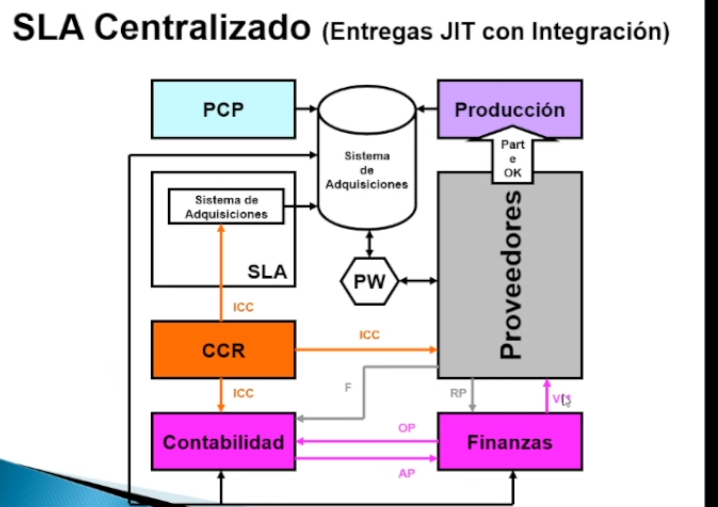 SLA Centralizado (Entregas JIT con Integración)
PCP
Producción
Sistema
de
Adquisiciones
Part
e
OK
Sistema de
Adquisiciones
SLA
PW
Proveedores
ICC
CCR
ICC
ICC
F
RP
Contabilidad
OP
AP
Finanzas